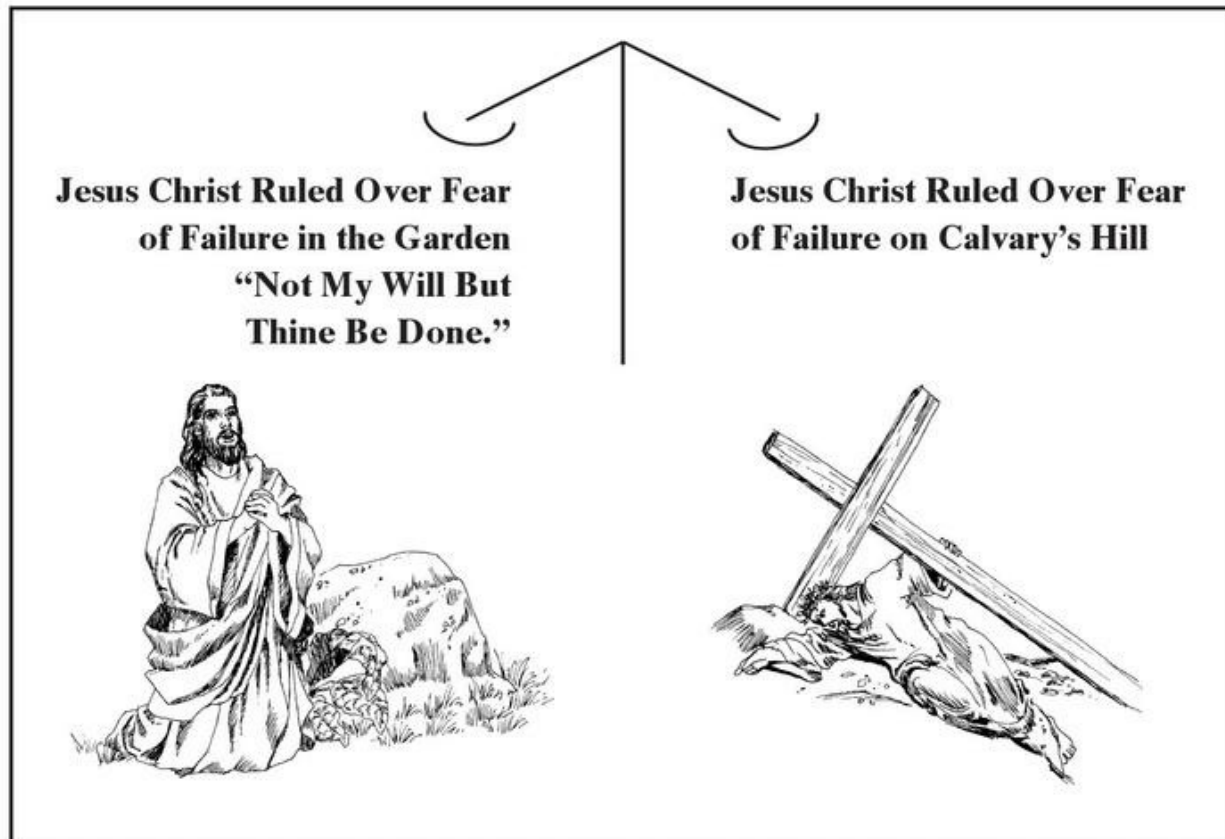 Jesus Christ Ruled Over Fear
of Failure in the Garden
“Not My Will But
Thine Be Done.”
Jesus Christ Ruled Over Fear
of Failure on Calvary’s Hill